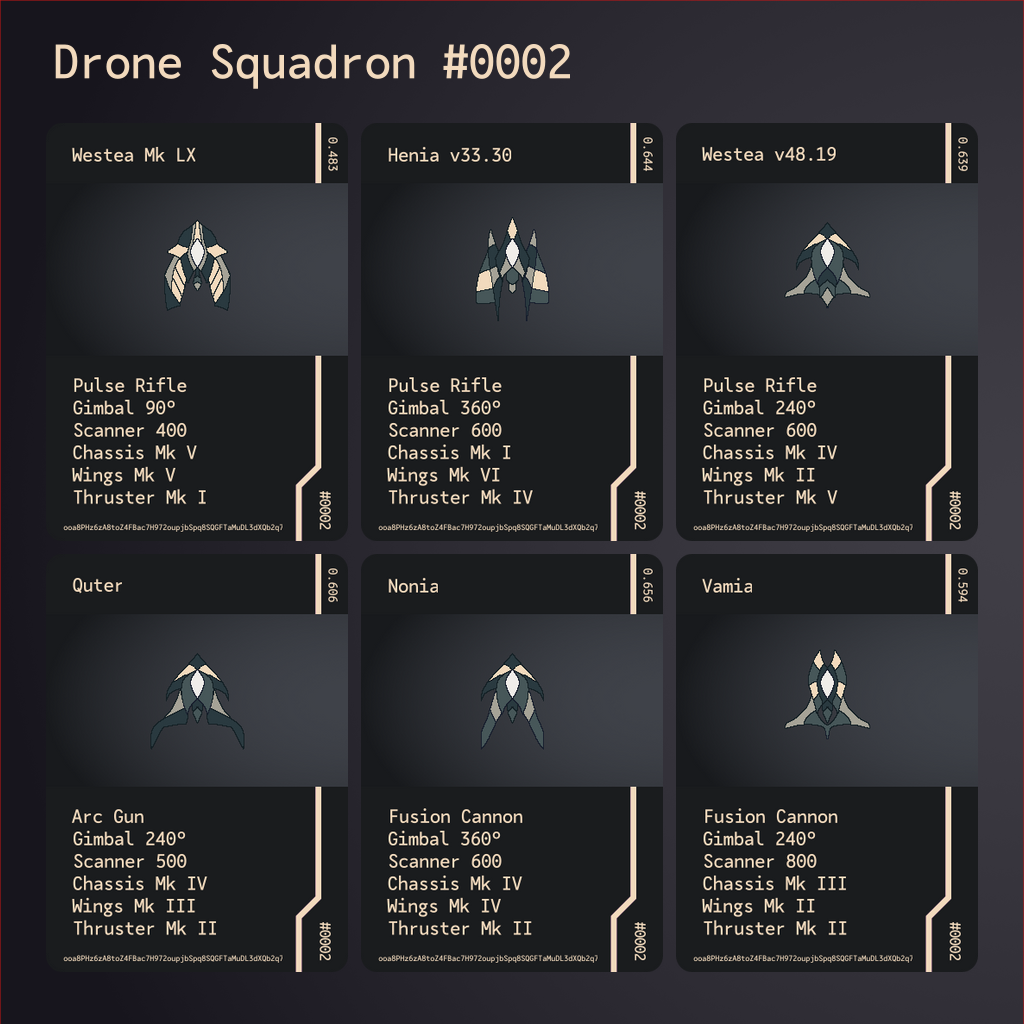 Drone Squadron #0002
Westea Mk LX
0.483
Pulse Rifle
Gimbal 90°
Scanner 400
Chassis Mk V
Wings Mk V
Thruster Mk I
#0002
ooa8PHz6zA8toZ4FBac7H972oupjbSpq8SQGFTaMuDL3dXQb2q7
Henia v33.30
0.644
Pulse Rifle
Gimbal 360°
Scanner 600
Chassis Mk I
Wings Mk VI
Thruster Mk IV
#0002
ooa8PHz6zA8toZ4FBac7H972oupjbSpq8SQGFTaMuDL3dXQb2q7
Westea v48.19
0.639
Pulse Rifle
Gimbal 240°
Scanner 600
Chassis Mk IV
Wings Mk II
Thruster Mk V
#0002
ooa8PHz6zA8toZ4FBac7H972oupjbSpq8SQGFTaMuDL3dXQb2q7
Quter
0.606
Arc Gun
Gimbal 240°
Scanner 500
Chassis Mk IV
Wings Mk III
Thruster Mk II
#0002
ooa8PHz6zA8toZ4FBac7H972oupjbSpq8SQGFTaMuDL3dXQb2q7
Nonia
0.656
Fusion Cannon
Gimbal 360°
Scanner 600
Chassis Mk IV
Wings Mk IV
Thruster Mk II
#0002
ooa8PHz6zA8toZ4FBac7H972oupjbSpq8SQGFTaMuDL3dXQb2q7
Vamia
0.594
Fusion Cannon
Gimbal 240°
Scanner 800
Chassis Mk III
Wings Mk II
Thruster Mk II
#0002
ooa8PHz6zA8toZ4FBac7H972oupjbSpq8SQGFTaMuDL3dXQb2q7